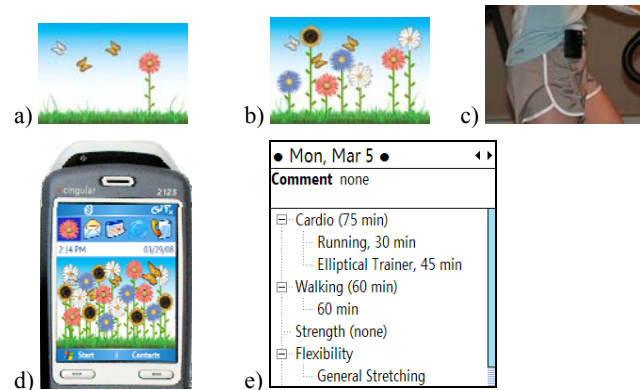 a)
b)
c)
cingular 2125
2:14 PM 03/29/08
Start Contacts
d)
● Mon, Mar 5 ●
Comment none
Cardio (75 min)
Running, 30 min
Elliptical Trainer, 45 min
Walking (60 min)
60 min
Strength (none)
Flexibility
General Stretching
e)